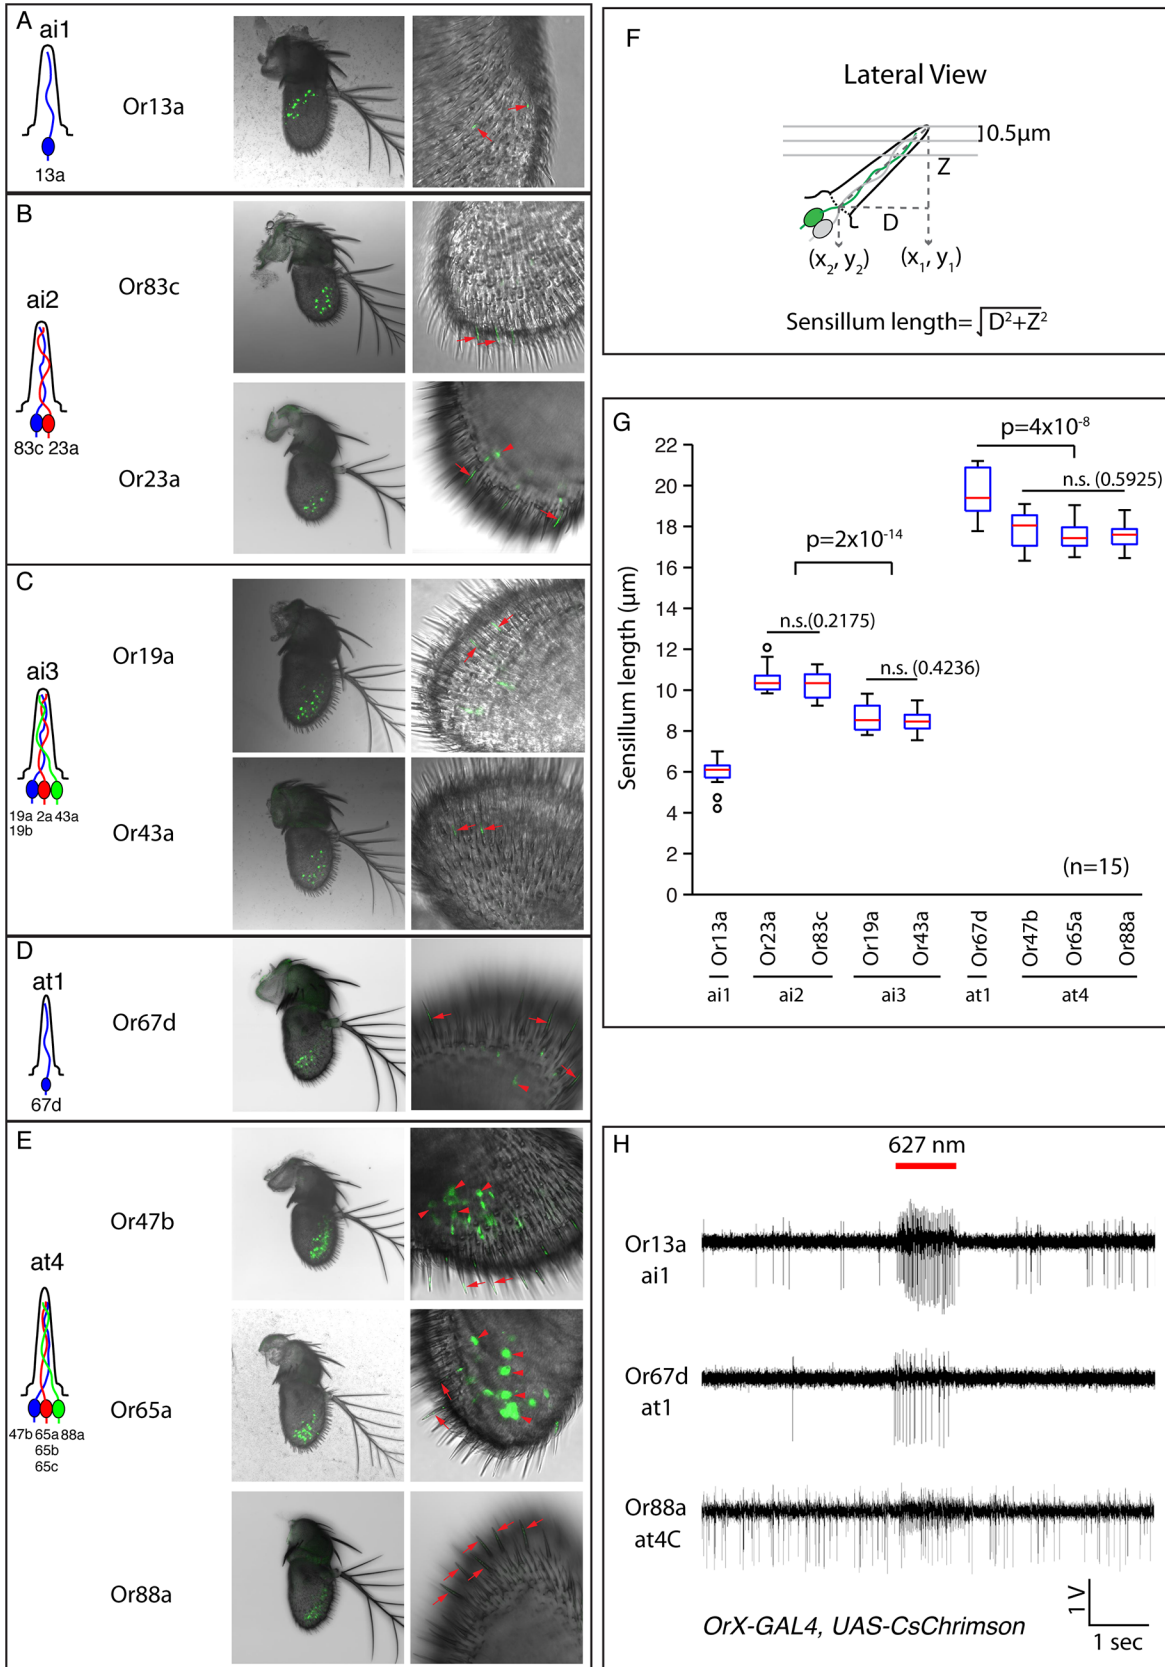 A
ai1
Or13a
13a
B
Or83c
ai2
83c 23a
Or23a
C
Or19a
ai3
19a 2a 43a
19b
Or43a
D
at1
Or67d
67d
E
Or47b
at4
Or65a
47b 65a 88a
65b
65c
Or88a
F
Lateral View
0.5µm
Z
D
(x2, y2) (x1, y1)
Sensillum length=√D²+Z²
G
p=4x10-8
n.s. (0.5925)
p=2x10-14
n.s.(0.2175)
n.s. (0.4236)
Sensillum length (µm)
22
20
18
16
14
12
10
8
6
4
2
0
(n=15)
Or13a Or23a Or83c Or19a Or43a Or67d Or47b Or65a Or88a
ai1 ai2 ai3 at1 at4
H
627 nm
Or13a
ai1
Or67d
at1
Or88a
at4C
1 V
1 sec
OrX-GAL4, UAS-CsChrimson